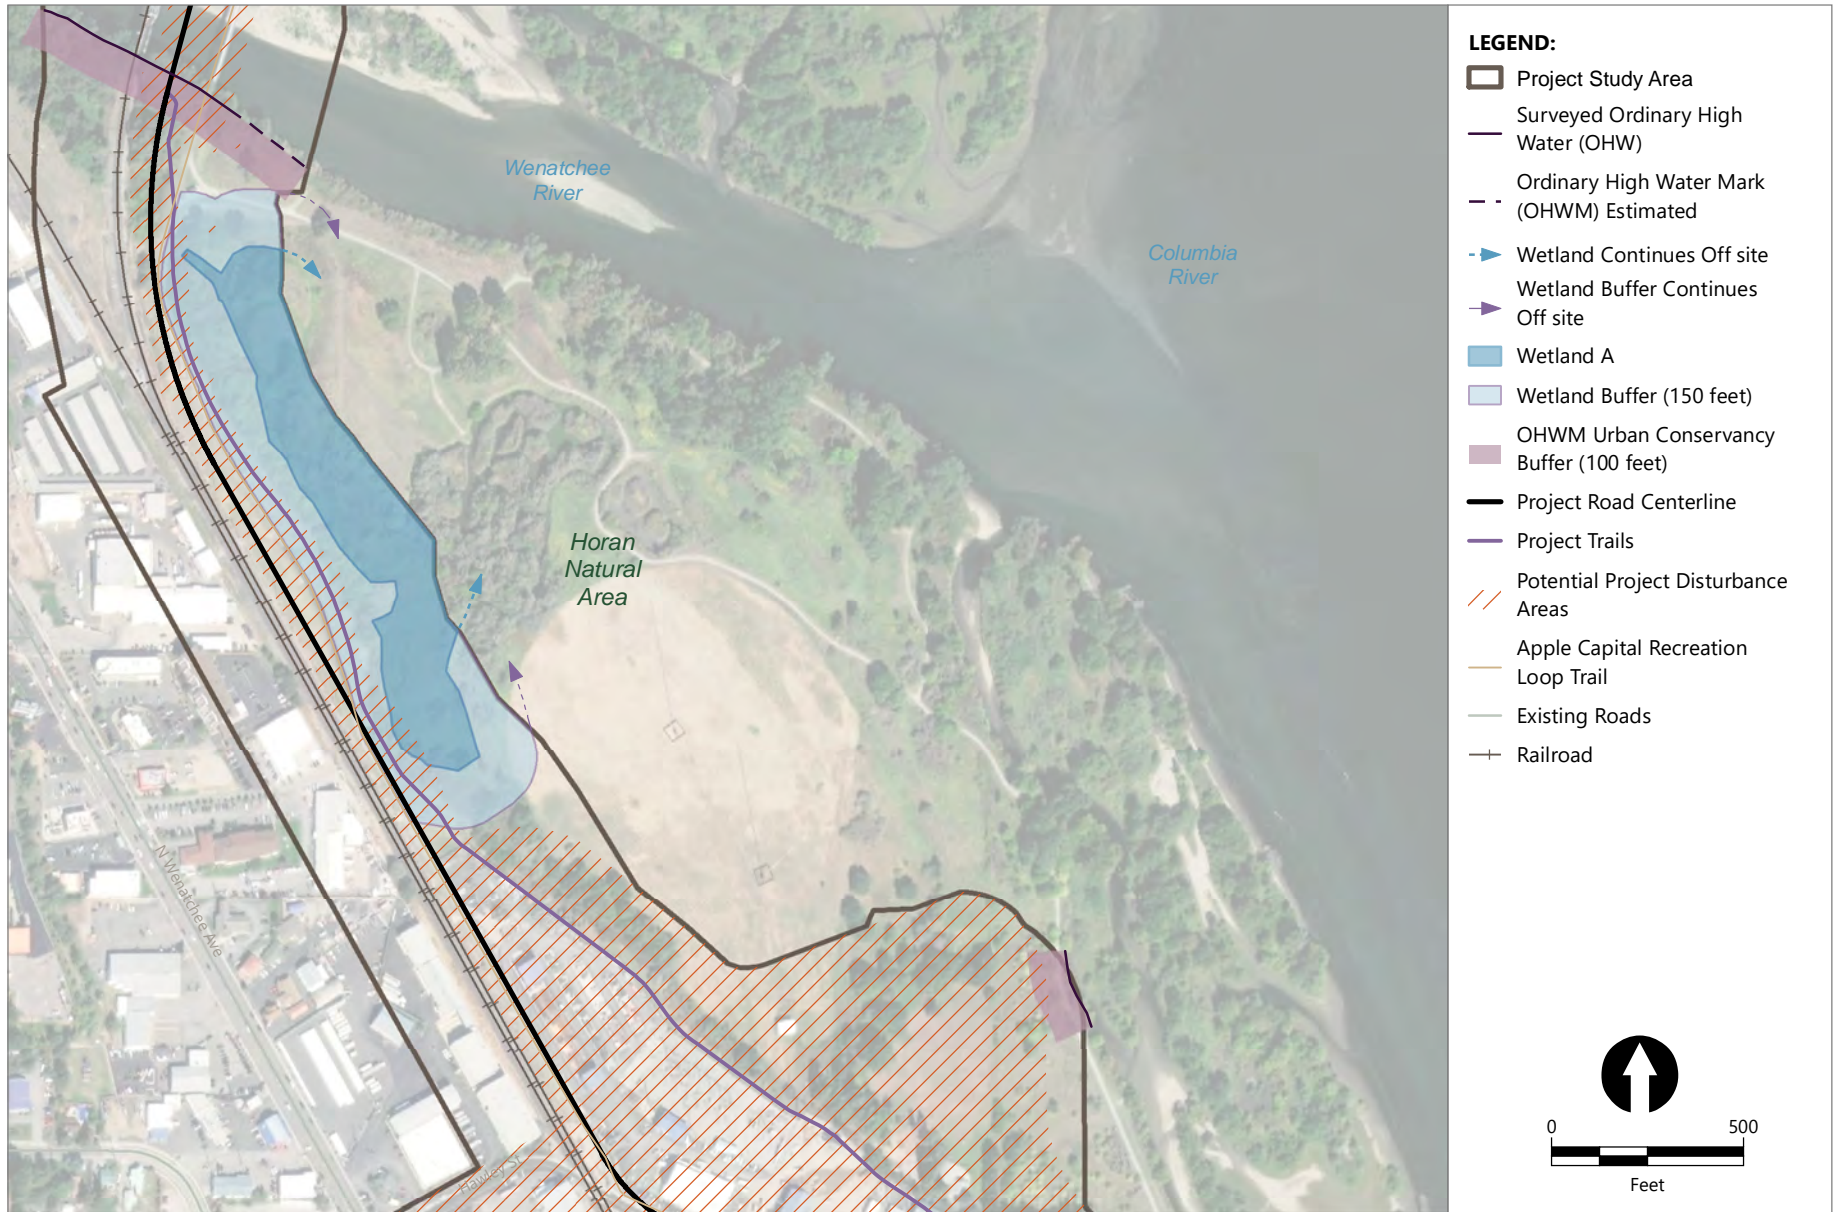 Wenatchee
River
Columbia
River
Horan
Natural
Area
N Wenatchee Ave
Hawley St
LEGEND:
Project Study Area
Surveyed Ordinary High
Water (OHW)
Ordinary High Water Mark
(OHWM) Estimated
Wetland Continues Off site
Wetland Buffer Continues
Off site
Wetland A
Wetland Buffer (150 feet)
OHWM Urban Conservancy
Buffer (100 feet)
Project Road Centerline
Project Trails
Potential Project Disturbance
Areas
Apple Capital Recreation
Loop Trail
Existing Roads
Railroad
0 500
Feet